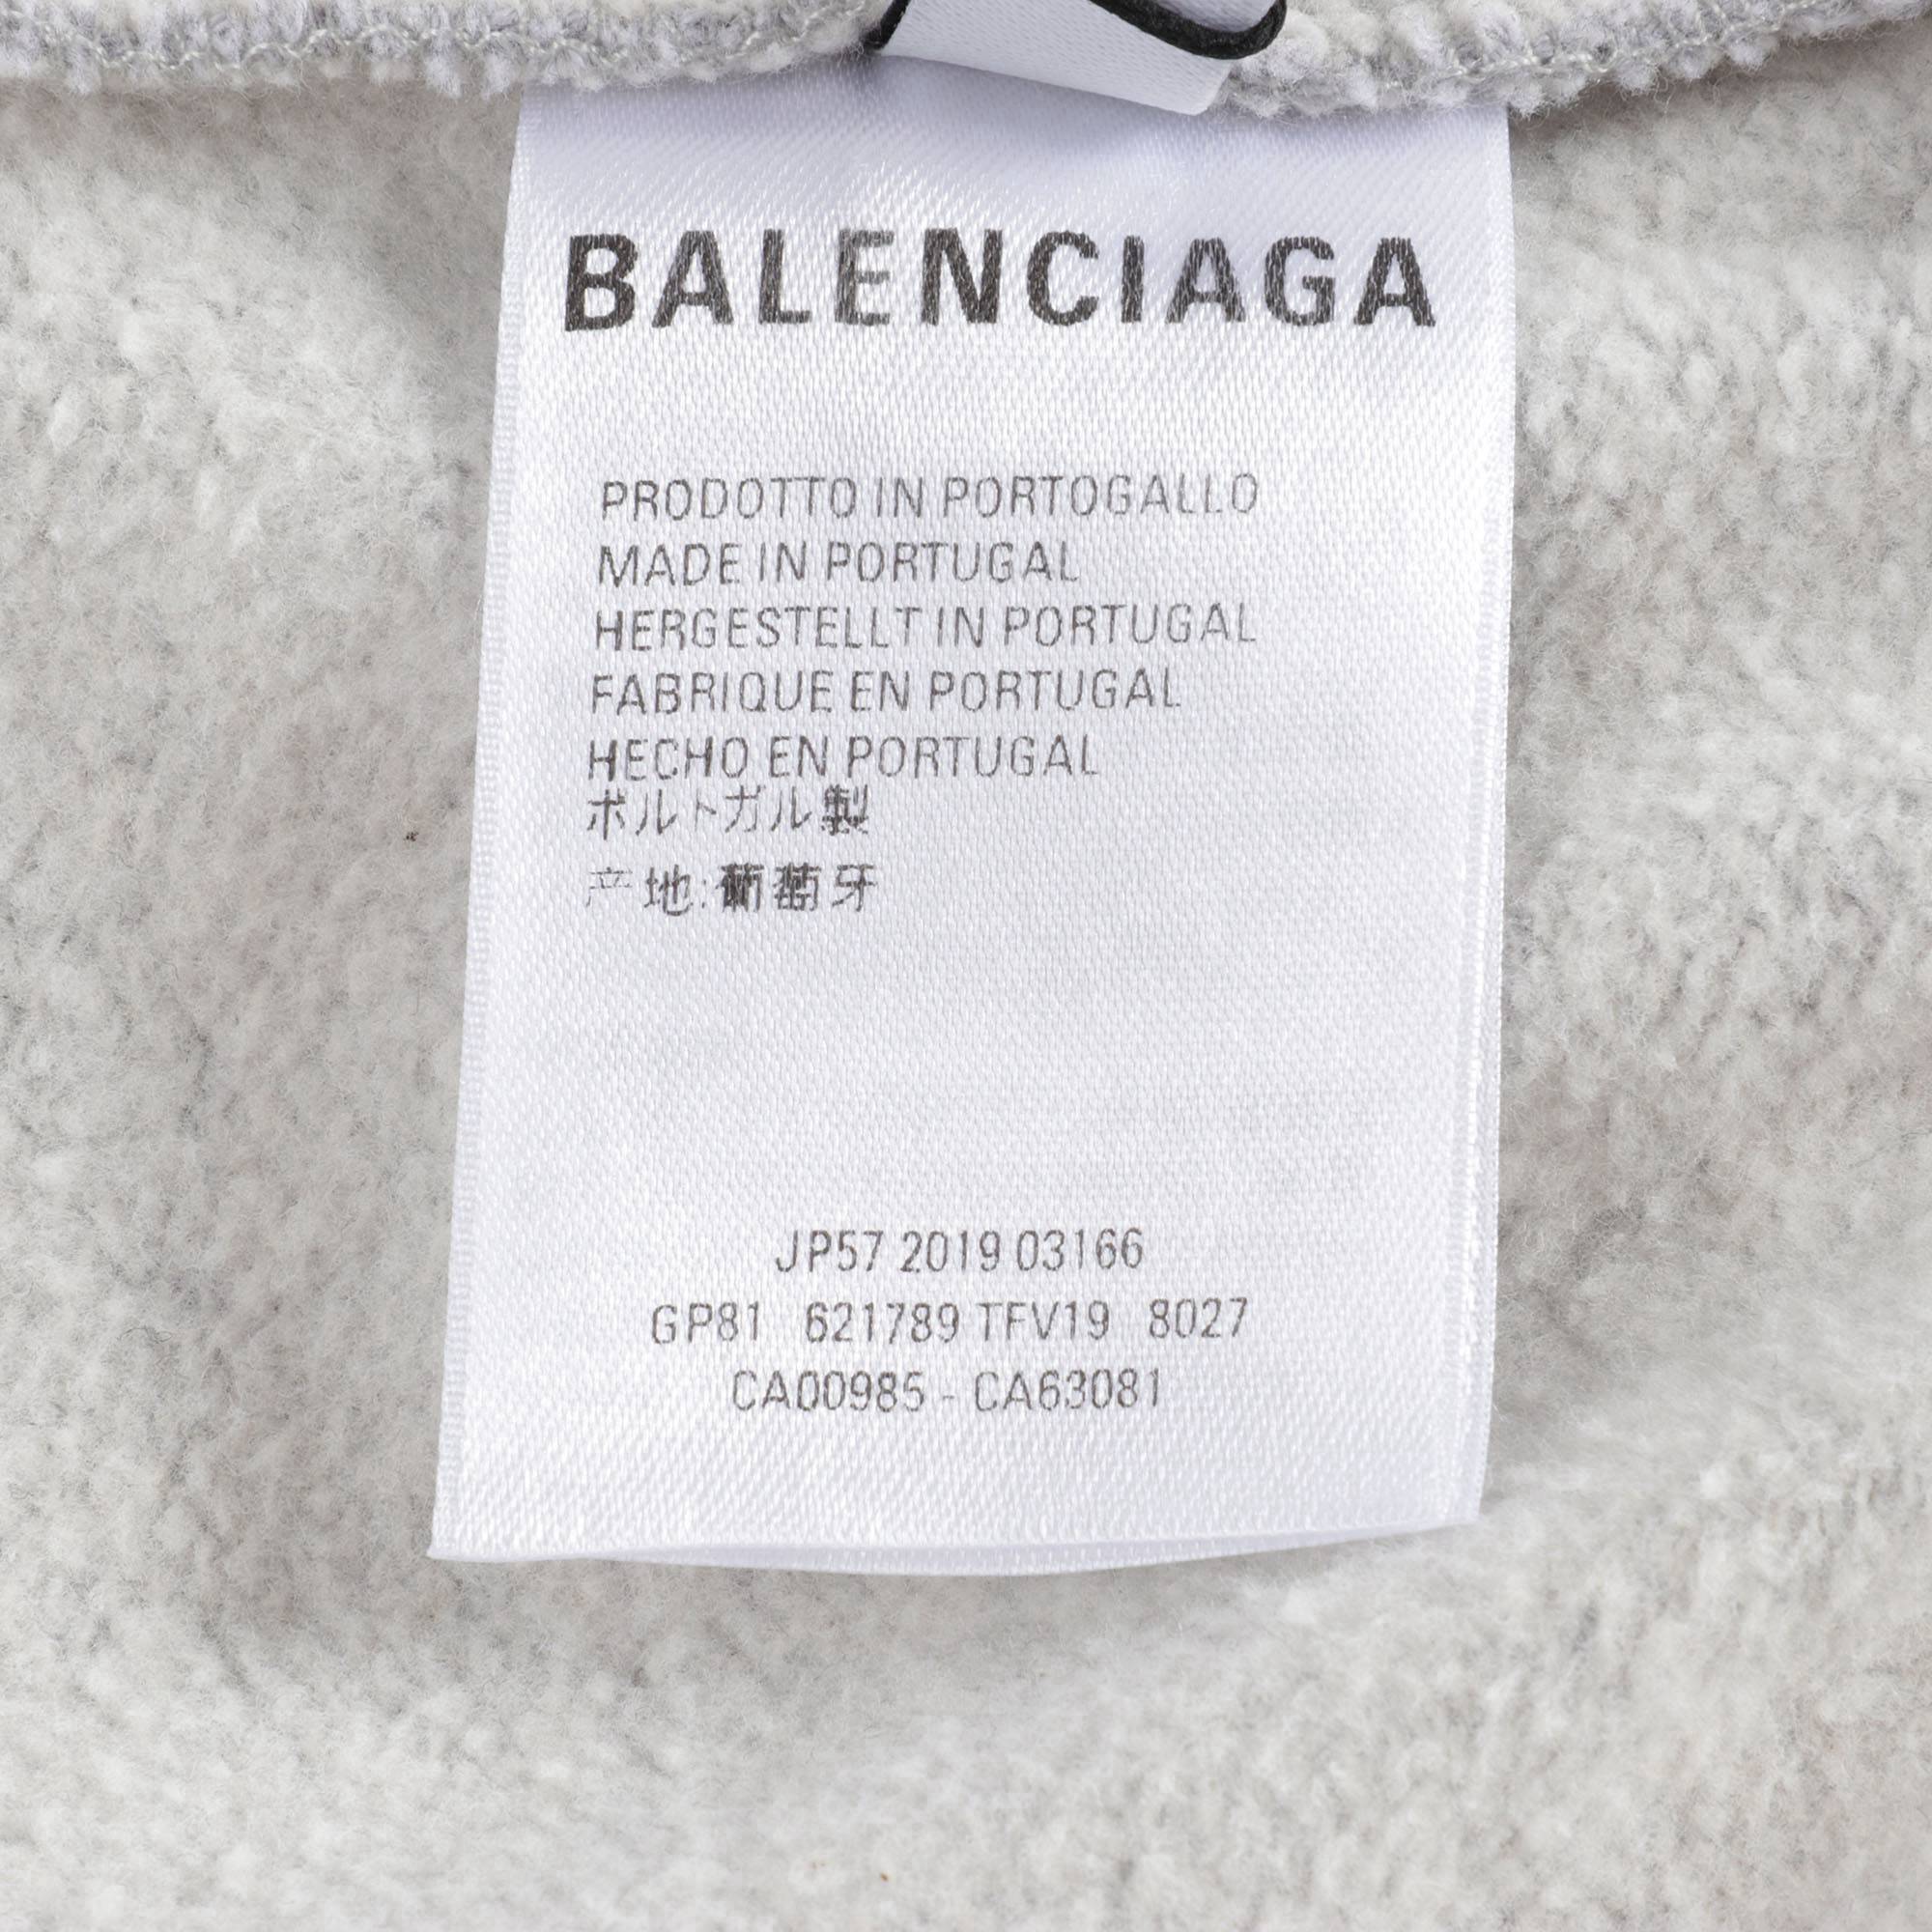 BALENCIAGA
PRODOTTO IN PORTOGALLO
MADE IN PORTUGAL
HERGESTELLT IN PORTUGAL
FABRIQUE EN PORTUGAL
HECHO EN PORTUGAL
ポルトガル製
产地:葡萄牙
JP57 2019 03166
GP81 621789 TFV19 8027
CA00985 - CA63081